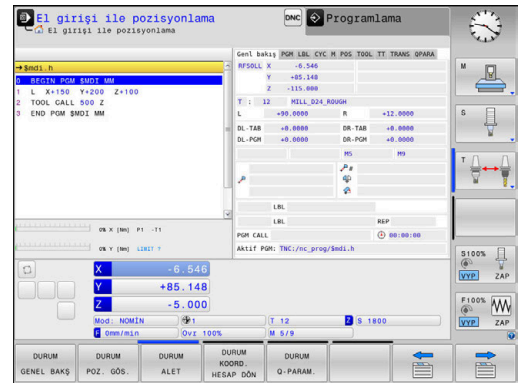 El girişi ile pozisyonlama
El girişi ile pozisyonlama
DNC
Programlama
→$mdi.h
0 BEGIN PGM $MDI MM
1 L X+150 Y+200 Z+100
2 TOOL CALL 500 Z
3 END PGM $MDI MM
Genl bakış PGM LBL CYC M POS TOOL TT TRANS QPARA
RFSOLL X -6.546
Y +85.148
Z -115.000
T : 12 MILL_D24_ROUGH
L +90.0000 R +12.0000
DL-TAB +0.0000 DR-TAB +0.0000
DL-PGM +0.0000 DR-PGM +0.0000
M5 M9
LBL
LBL REP
PGM CALL 00:00:00
Aktif PGM: TNC:/nc_prog/$mdi.h
0% X [Nm] P1 -T1
0% Y [Nm] LIMIT 1
X -6.546
Y +85.148
Z -5.000
Mod: NOMİN 1 T 12 Z S 1800
F 0mm/min Ovr 100% M 5/9
M
S
T
S100%
VYP ZAP
F100%
VYP ZAP
DURUM GENEL BAKŞ
DURUM POZ. GÖS.
DURUM ALET
DURUM KOORD. HESAP DÖN
DURUM Q-PARAM.